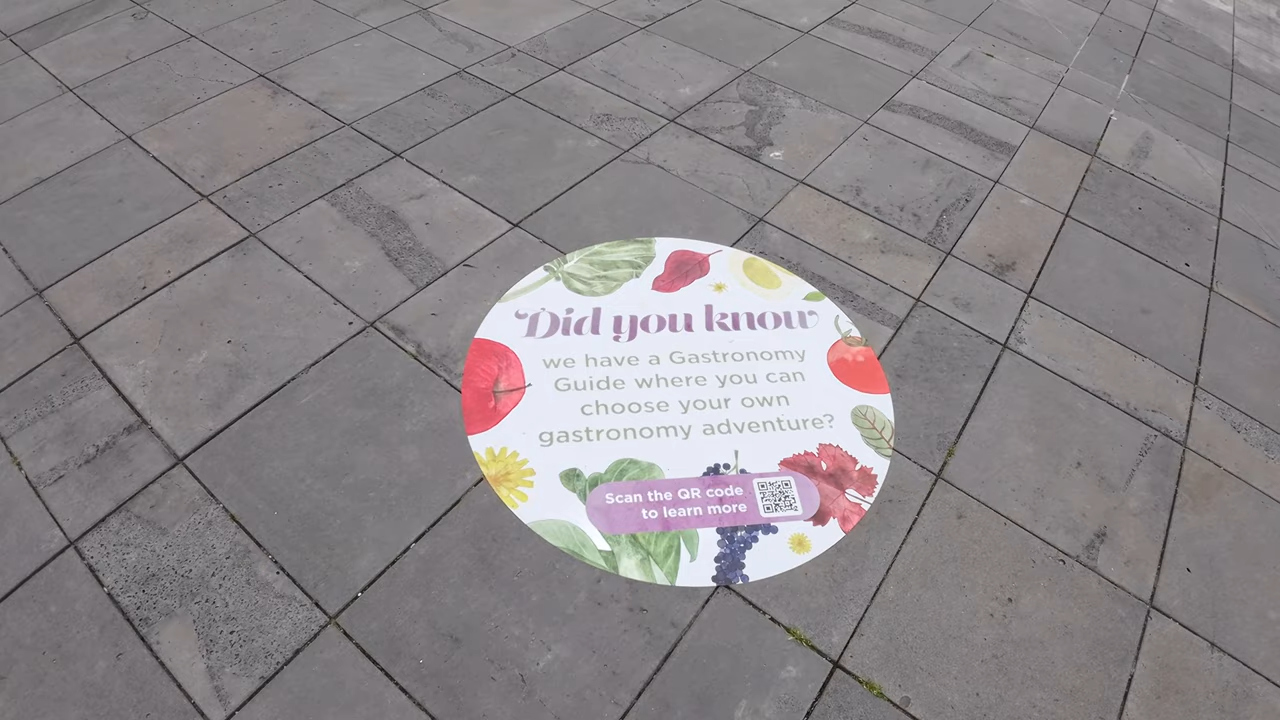 Did you know
we have a Gastronomy
Guide where you can
choose your own
gastronomy adventure?
Scan the QR code
to learn more